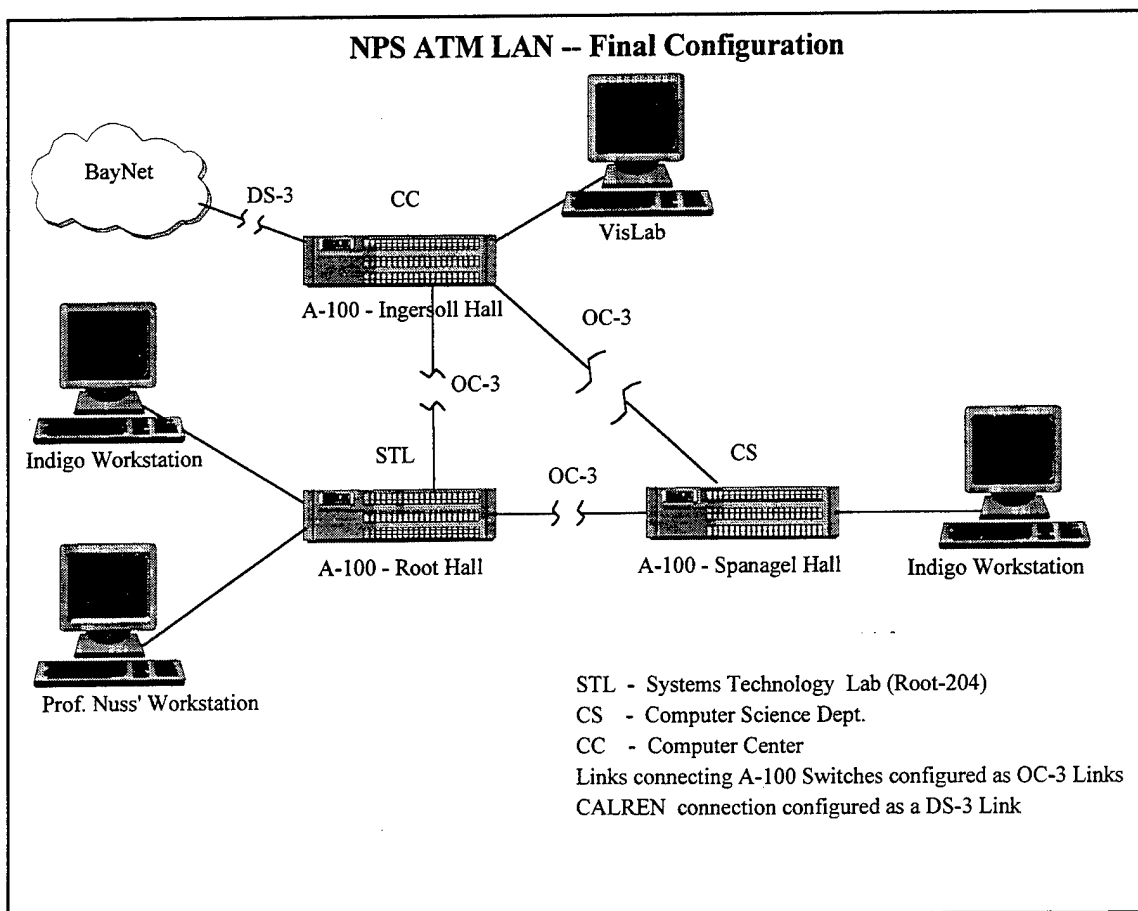 NPS ATM LAN -- Final Configuration
BayNet
DS-3
CC
VisLab
A-100 - Ingersoll Hall
OC-3
OC-3
Indigo Workstation
STL
CS
OC-3
A-100 - Root Hall
A-100 - Spanagel Hall
Indigo Workstation
Prof. Nuss' Workstation
STL - Systems Technology Lab (Root-204)
CS - Computer Science Dept.
CC - Computer Center
Links connecting A-100 Switches configured as OC-3 Links
CALREN connection configured as a DS-3 Link